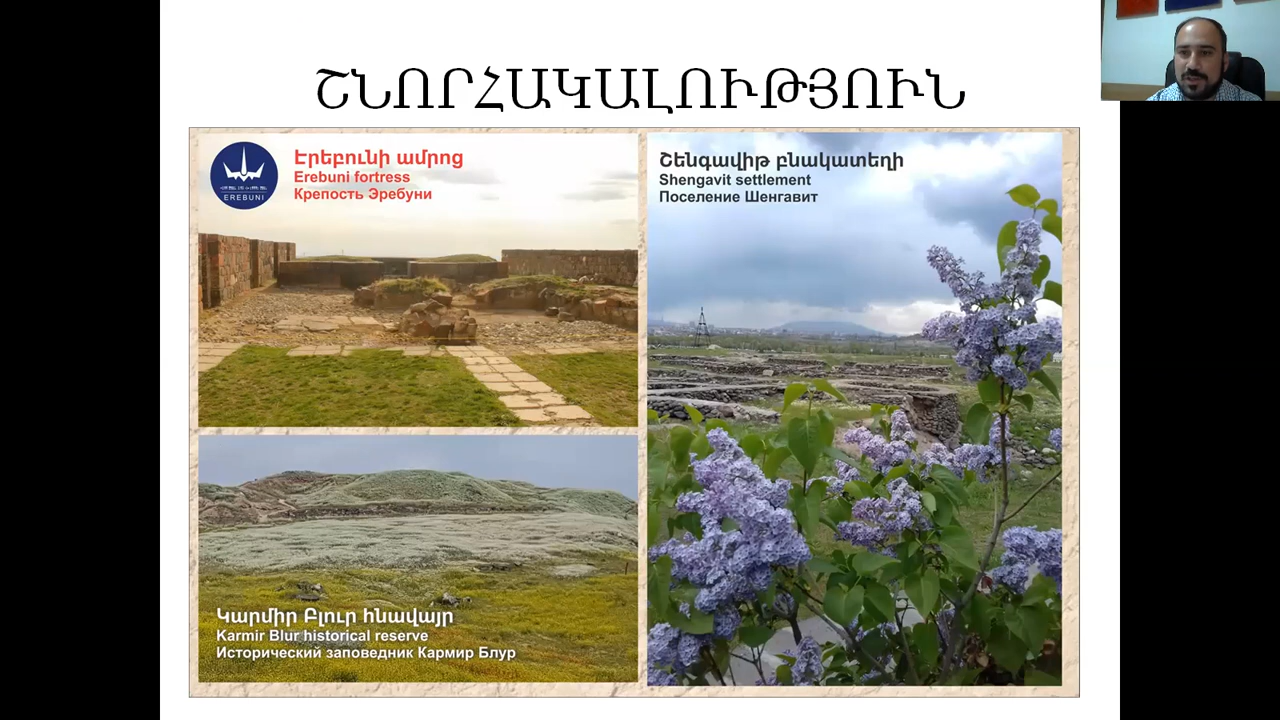 ՇՆՈՐՀԱԿԱԼՈՒԹՅՈՒՆ
Էրեբունի ամրոց
Erebuni fortress
Крепость Эребуни
EREBUNI
Շենգավիթ բնակատեղի
Shengavit settlement
Поселение Шенгавит
Կարմիր Բլուր հնավայր
Karmir Blur historical reserve
Исторический заповедник Кармир Блур